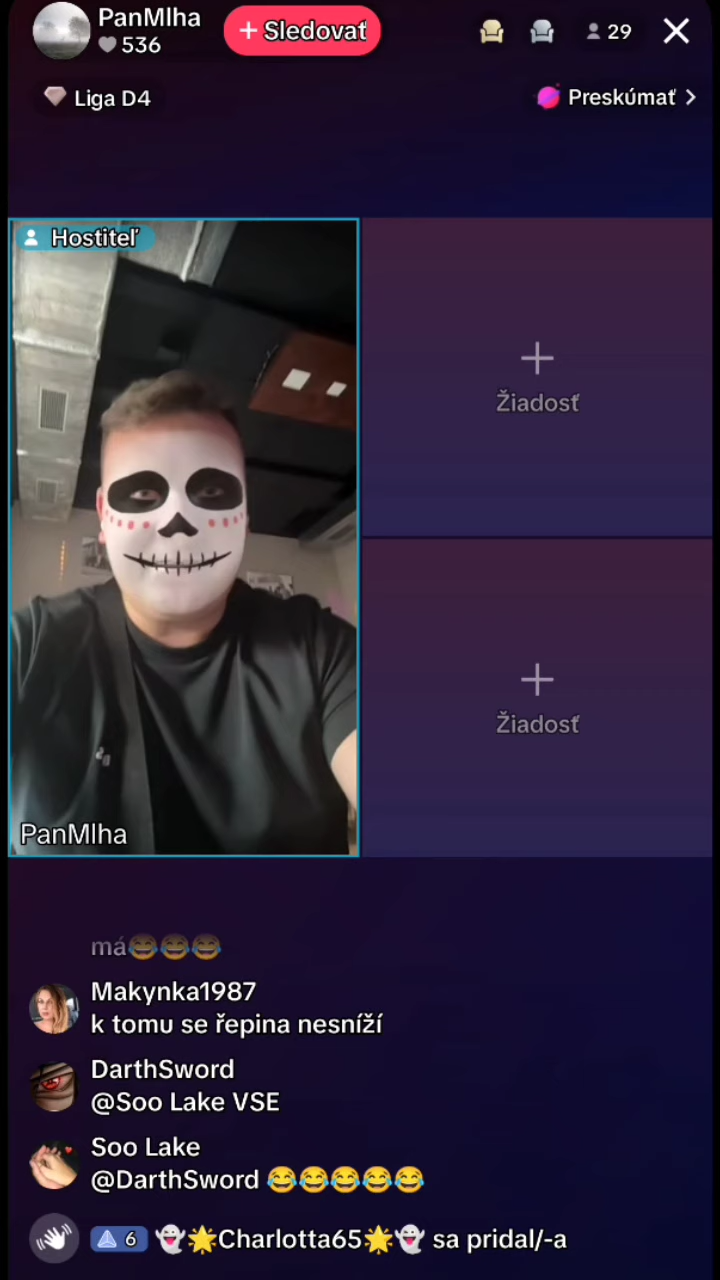 PanMlha
536
+ Sledovať
29
Liga D4
Preskúmať
Hostiteľ
Žiadosť
Žiadosť
PanMlha
má😂😂😂
Makynka1987
k tomu se řepina nesníží
DarthSword
@Soo Lake VSE
Soo Lake
@DarthSword 😂😂😂😂😂
6 👻🌟Charlotta65🌟👻 sa pridal/-a